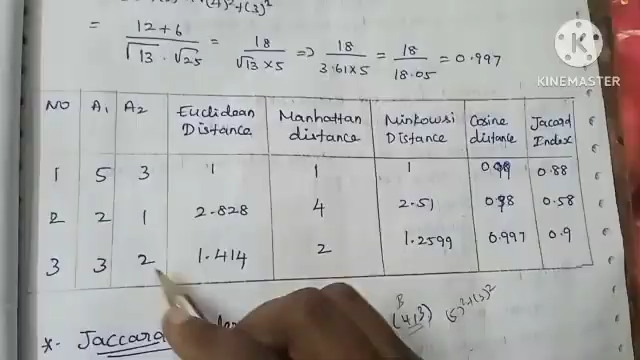 = 12+6 / √13 . √25 = 18 / √13 × 5 => 18 / 3.61×5 = 18 / 18.05 = 0.997
KINEMASTER
NO A1 A2 Euclidean Distance Manhattan distance Minkowsi Distance Cosine distance Jacard Index
1 5 3 1 1 1 0.99 0.88
2 2 1 2.828 4 2.51 0.98 0.58
3 3 2 1.414 2 1.2599 0.997 0.9
*. Jaccard
B
(4,3)